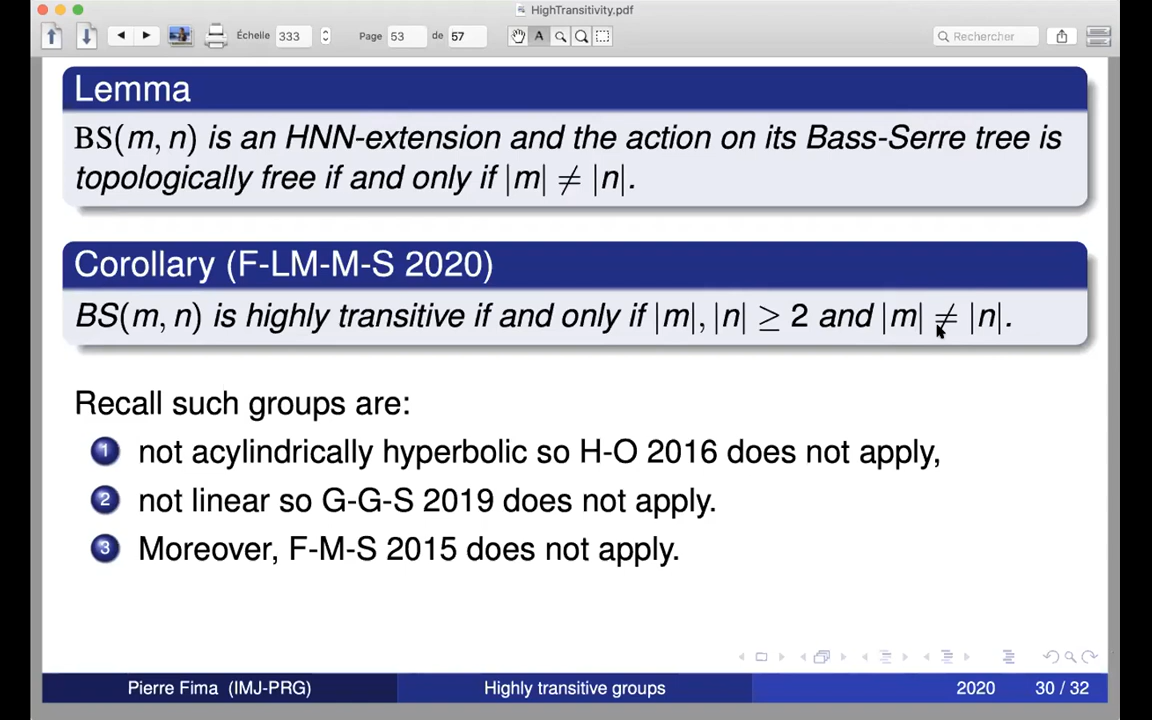 HighTransitivity.pdf
Échelle 333 Page 53 de 57 Rechercher
Lemma
BS(m, n) is an HNN-extension and the action on its Bass-Serre tree is
topologically free if and only if |m| ≠ |n|.
Corollary (F-LM-M-S 2020)
BS(m, n) is highly transitive if and only if |m|, |n| ≥ 2 and |m| ≠ |n|.
Recall such groups are:
1 not acylindrically hyperbolic so H-O 2016 does not apply,
2 not linear so G-G-S 2019 does not apply.
3 Moreover, F-M-S 2015 does not apply.
Pierre Fima (IMJ-PRG) Highly transitive groups 2020 30 / 32